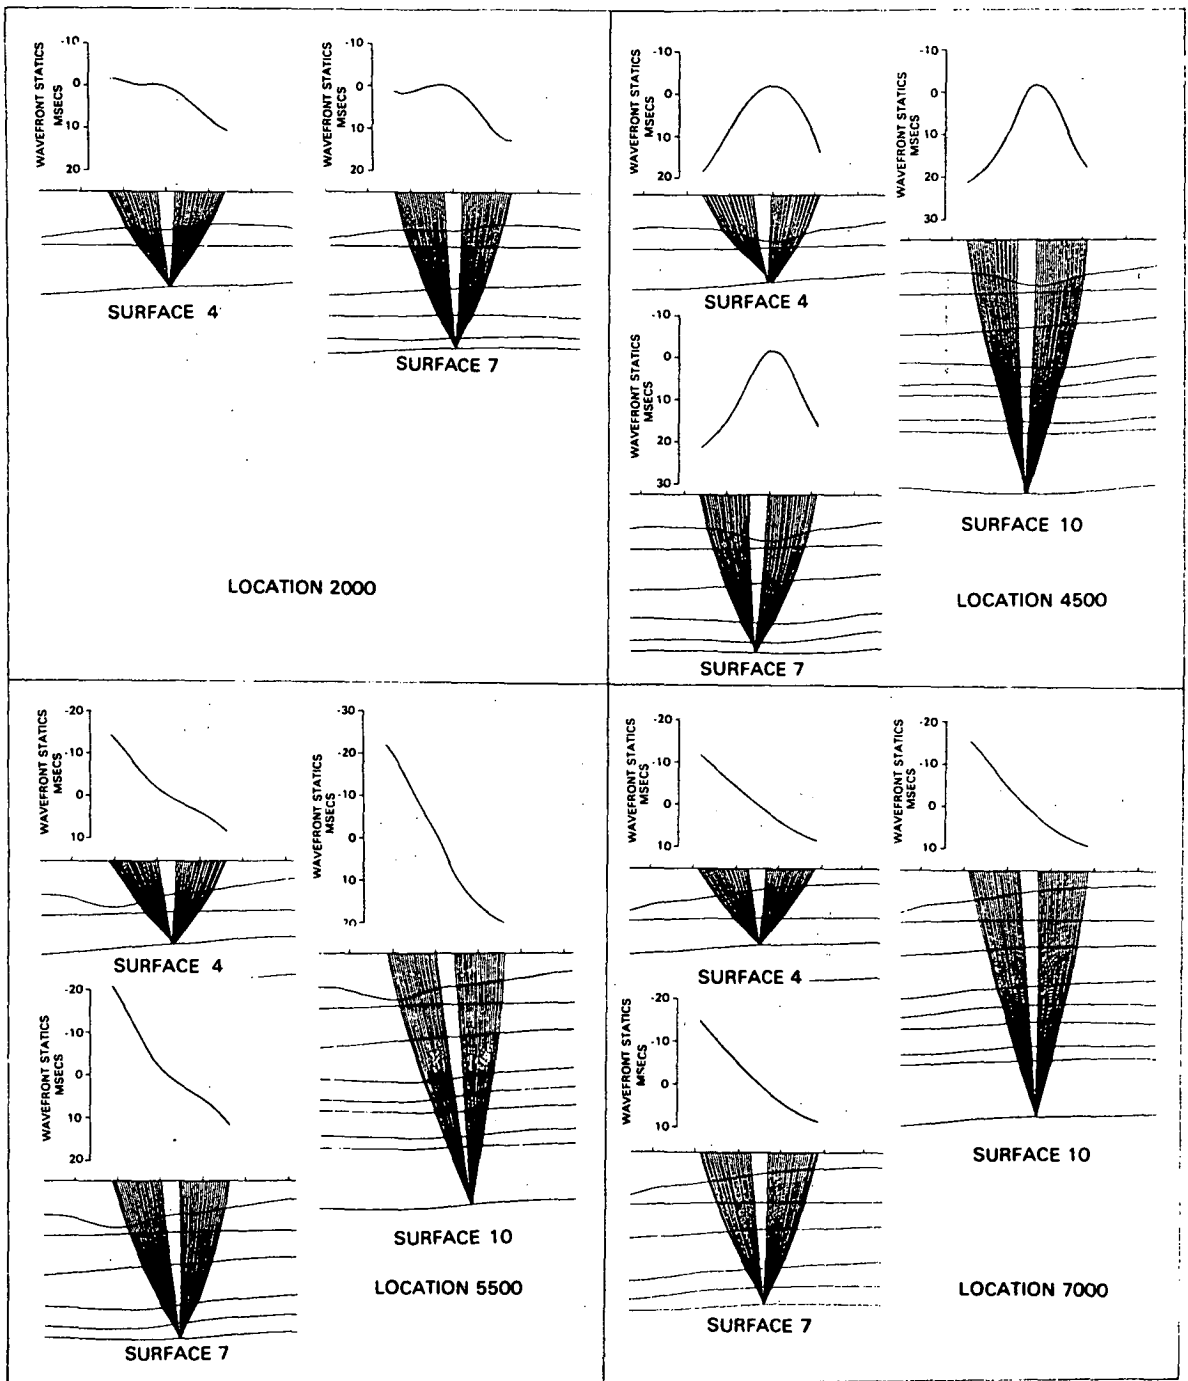 WAVEFRONT STATICS
MSECS
-10
0
10
20
SURFACE 4
WAVEFRONT STATICS
MSECS
-10
0
10
20
SURFACE 7
LOCATION 2000
WAVEFRONT STATICS
MSECS
-10
0
10
20
SURFACE 4
WAVEFRONT STATICS
MSECS
-10
0
10
20
30
SURFACE 10
WAVEFRONT STATICS
MSECS
-10
0
10
20
30
SURFACE 7
LOCATION 4500
WAVEFRONT STATICS
MSECS
-20
-10
0
10
SURFACE 4
WAVEFRONT STATICS
MSECS
-30
-20
-10
0
10
20
SURFACE 10
WAVEFRONT STATICS
MSECS
-20
-10
0
10
20
SURFACE 7
LOCATION 5500
WAVEFRONT STATICS
MSECS
-20
-10
0
10
SURFACE 4
WAVEFRONT STATICS
MSECS
-20
-10
0
10
SURFACE 10
WAVEFRONT STATICS
MSECS
-20
-10
0
10
SURFACE 7
LOCATION 7000